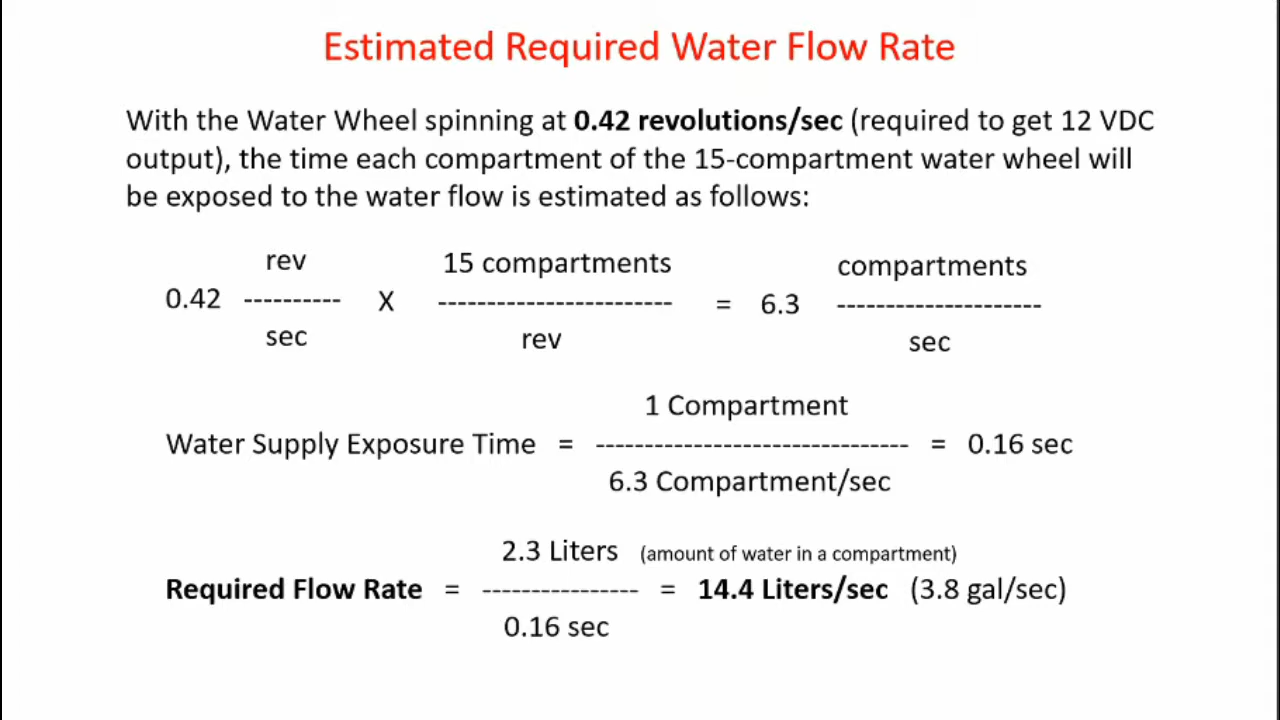 Estimated Required Water Flow Rate
With the Water Wheel spinning at 0.42 revolutions/sec (required to get 12 VDC
output), the time each compartment of the 15-compartment water wheel will
be exposed to the water flow is estimated as follows:
rev 15 compartments compartments
0.42 ---------- X ------------------------ = 6.3 ---------------------
sec rev sec
1 Compartment
Water Supply Exposure Time = -------------------------------- = 0.16 sec
6.3 Compartment/sec
2.3 Liters (amount of water in a compartment)
Required Flow Rate = ---------------- = 14.4 Liters/sec (3.8 gal/sec)
0.16 sec